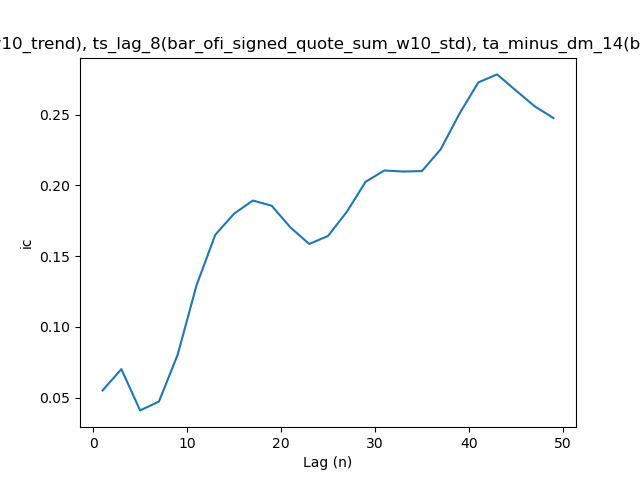 10_trend), ts_lag_8(bar_ofi_signed_quote_sum_w10_std), ta_minus_dm_14(b
0.25
0.20
ic
0.15
0.10
0.05
0 10 20 30 40 50
Lag (n)